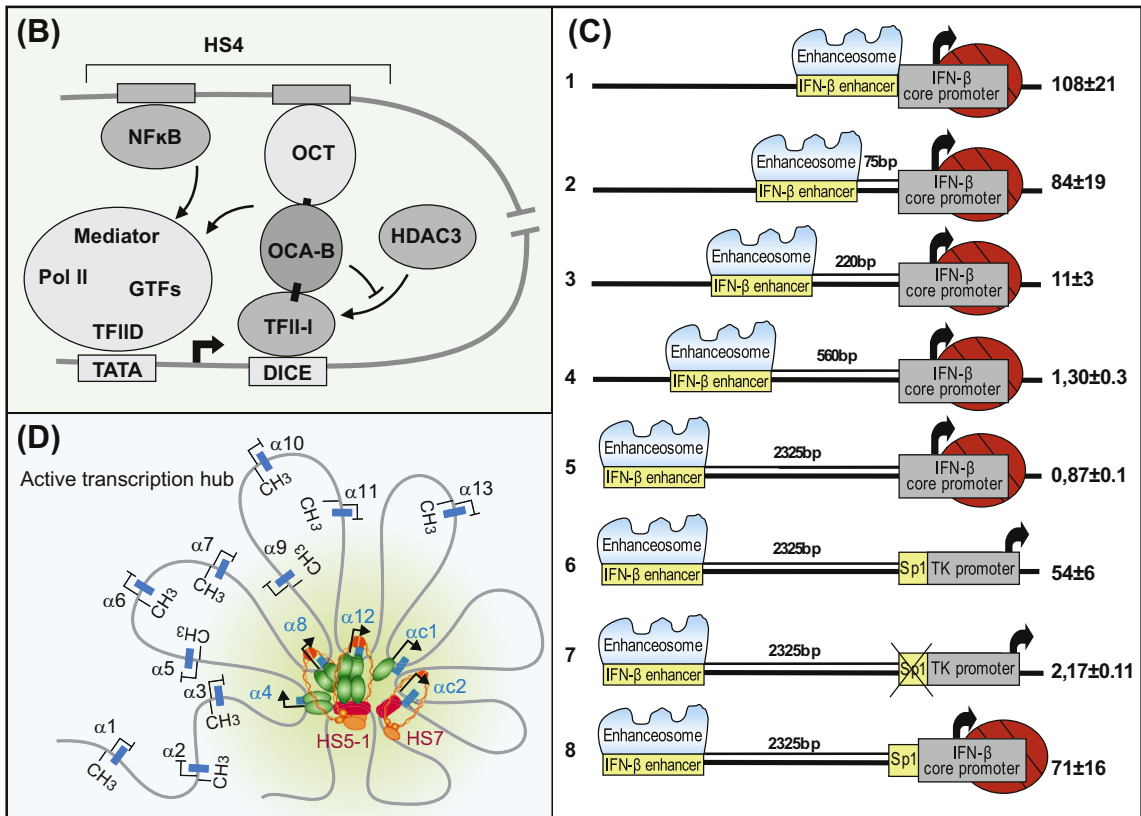 (B)
HS4
NFκB
OCT
Mediator
Pol II
GTFs
TFIID
OCA-B
HDAC3
TFII-I
TATA
DICE
(C)
1
Enhanceosome
IFN-β enhancer
IFN-β
core promoter
108±21
2
Enhanceosome
75bp
IFN-β enhancer
IFN-β
core promoter
84±19
3
Enhanceosome
220bp
IFN-β enhancer
IFN-β
core promoter
11±3
4
Enhanceosome
560bp
IFN-β enhancer
IFN-β
core promoter
1,30±0.3
5
Enhanceosome
2325bp
IFN-β enhancer
IFN-β
core promoter
0,87±0.1
6
Enhanceosome
2325bp
IFN-β enhancer
Sp1
TK promoter
54±6
7
Enhanceosome
2325bp
IFN-β enhancer
Sp1
TK promoter
2,17±0.11
8
Enhanceosome
2325bp
IFN-β enhancer
Sp1
IFN-β
core promoter
71±16
(D)
Active transcription hub
α10
CH3
α11
CH3
α13
CH3
α7
CH3
α9
CH3
α6
CH3
α8
α12
αc1
α5
CH3
α3
CH3
α4
αc2
HS5-1
HS7
α1
CH3
α2
CH3